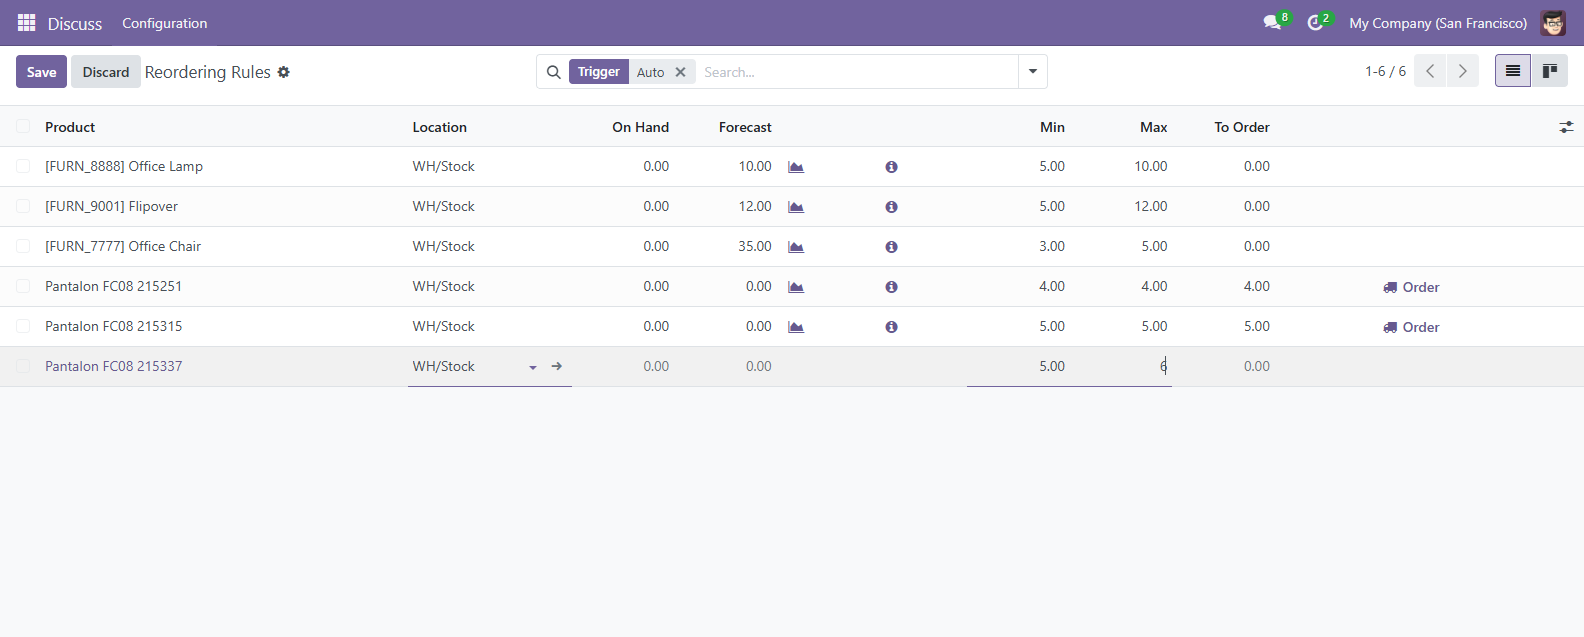 Discuss Configuration 8 2 My Company (San Francisco)
Save Discard Reordering Rules Trigger Auto Search... 1-6 / 6
Product Location On Hand Forecast Min Max To Order
[FURN_8888] Office Lamp WH/Stock 0.00 10.00 5.00 10.00 0.00
[FURN_9001] Flipover WH/Stock 0.00 12.00 5.00 12.00 0.00
[FURN_7777] Office Chair WH/Stock 0.00 35.00 3.00 5.00 0.00
Pantalon FC08 215251 WH/Stock 0.00 0.00 4.00 4.00 4.00 Order
Pantalon FC08 215315 WH/Stock 0.00 0.00 5.00 5.00 5.00 Order
Pantalon FC08 215337 WH/Stock 0.00 0.00 5.00 6 0.00